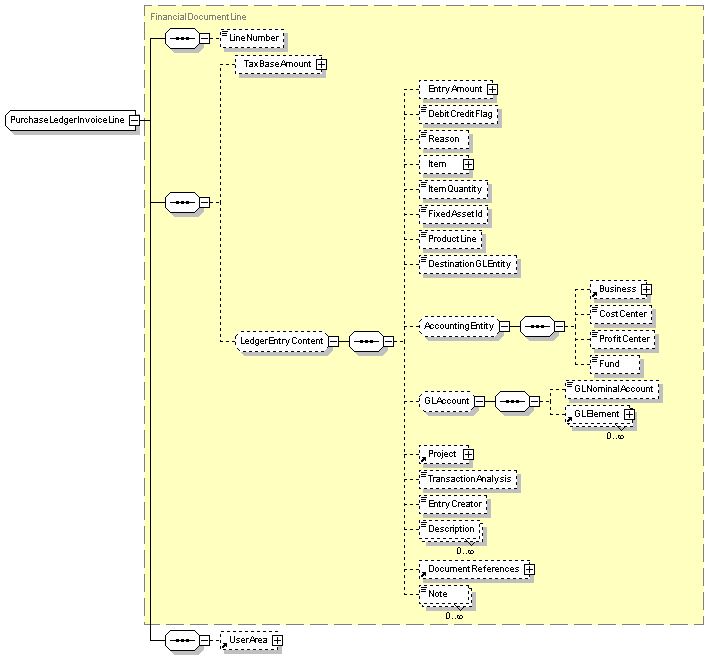 FinancialDocumentLine
LineNumber
TaxBaseAmount
EntryAmount
DebitCreditFlag
PurchaseLedgerInvoiceLine
Reason
Item
ItemQuantity
FixedAssetId
ProductLine
DestinationGLEntity
Business
CostCenter
AccountingEntity
ProfitCenter
LedgerEntryContent
Fund
GLNominalAccount
GLAccount
GLElement
0..∞
Project
TransactionAnalysis
EntryCreator
Description
0..∞
DocumentReferences
Note
0..∞
UserArea